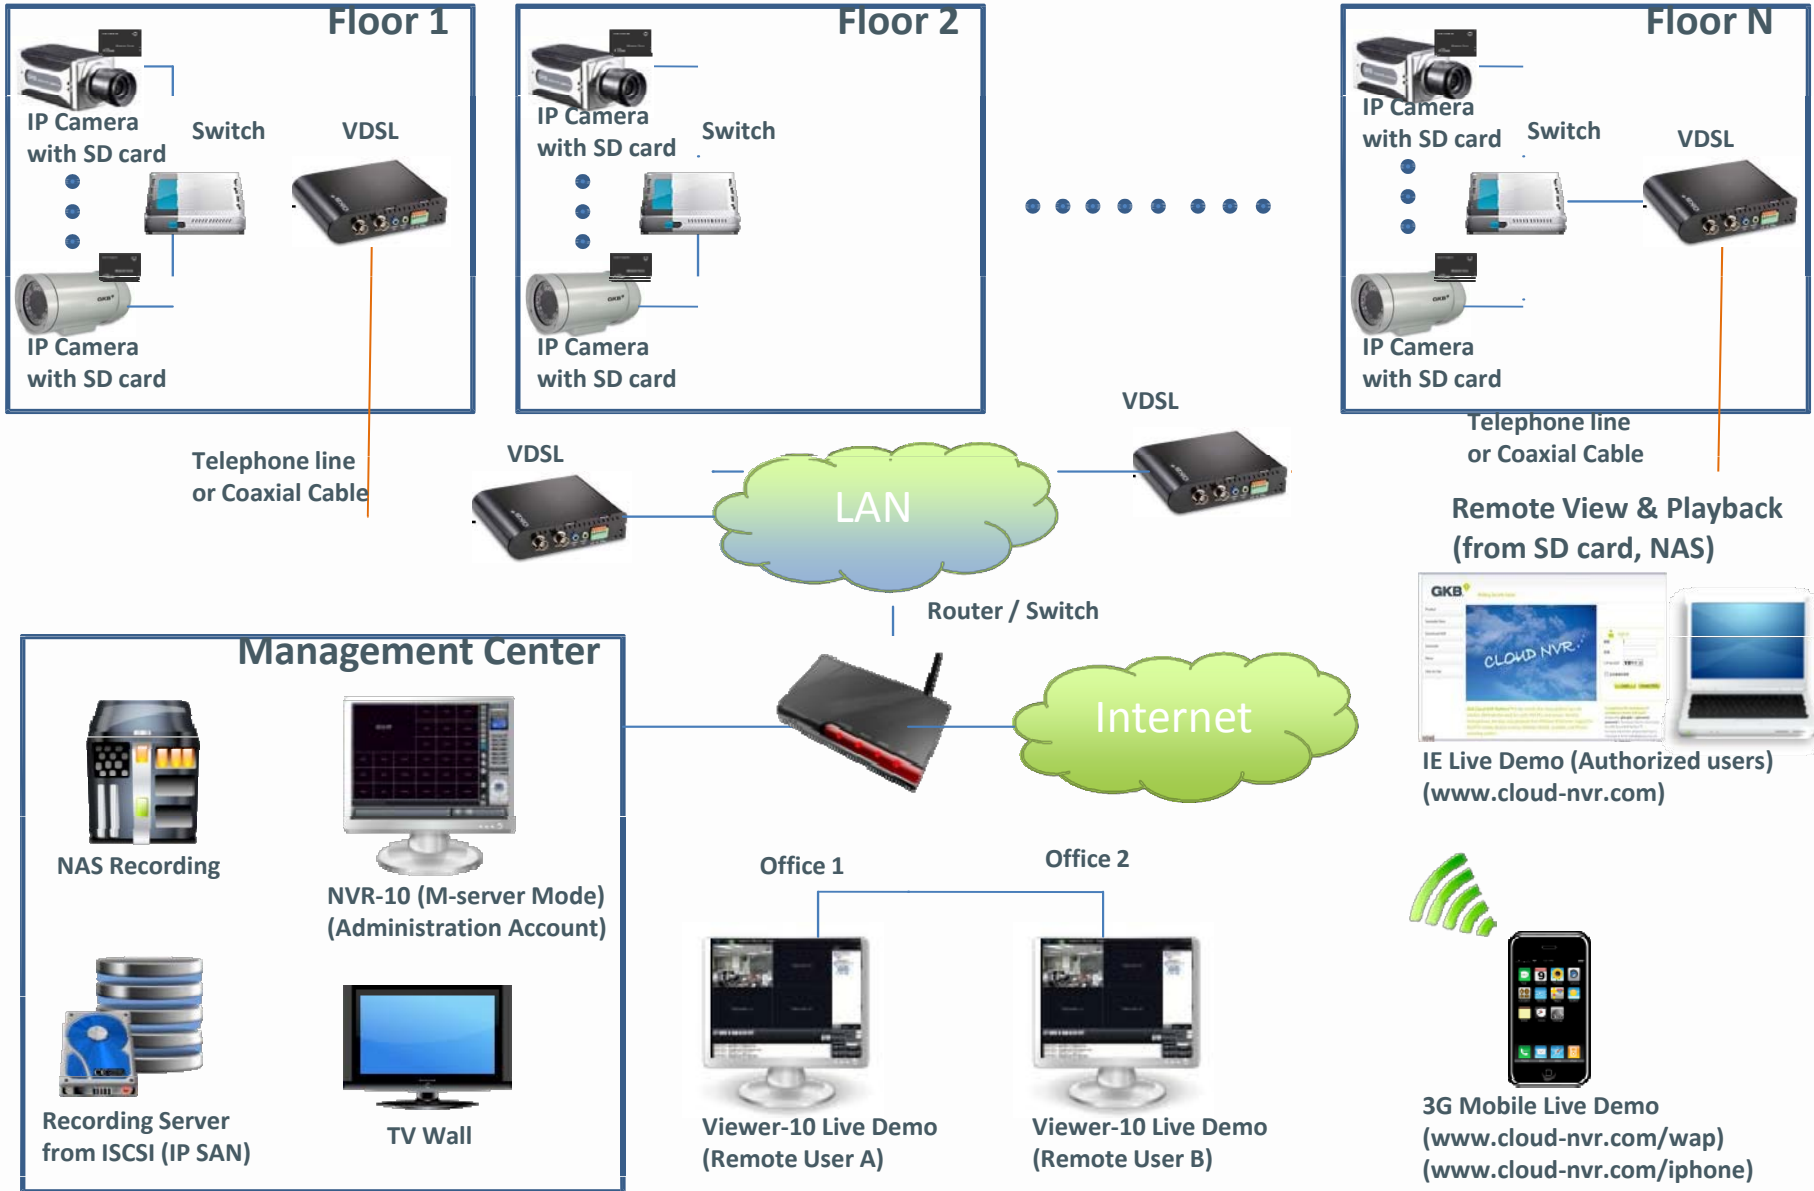 Floor 1
IP Camera
with SD card
Switch
VDSL
IP Camera
with SD card
Floor 2
IP Camera
with SD card
Switch
IP Camera
with SD card
Floor N
IP Camera
with SD card
Switch
VDSL
IP Camera
with SD card
Telephone line
or Coaxial Cable
VDSL
LAN
VDSL
Telephone line
or Coaxial Cable
Router / Switch
Internet
Remote View & Playback
(from SD card, NAS)
GKB
CLOUD NVR
IE Live Demo (Authorized users)
(www.cloud-nvr.com)
Management Center
NAS Recording
NVR-10 (M-server Mode)
(Administration Account)
Recording Server
from ISCSI (IP SAN)
TV Wall
Office 1
Office 2
Viewer-10 Live Demo
(Remote User A)
Viewer-10 Live Demo
(Remote User B)
3G Mobile Live Demo
(www.cloud-nvr.com/wap)
(www.cloud-nvr.com/iphone)